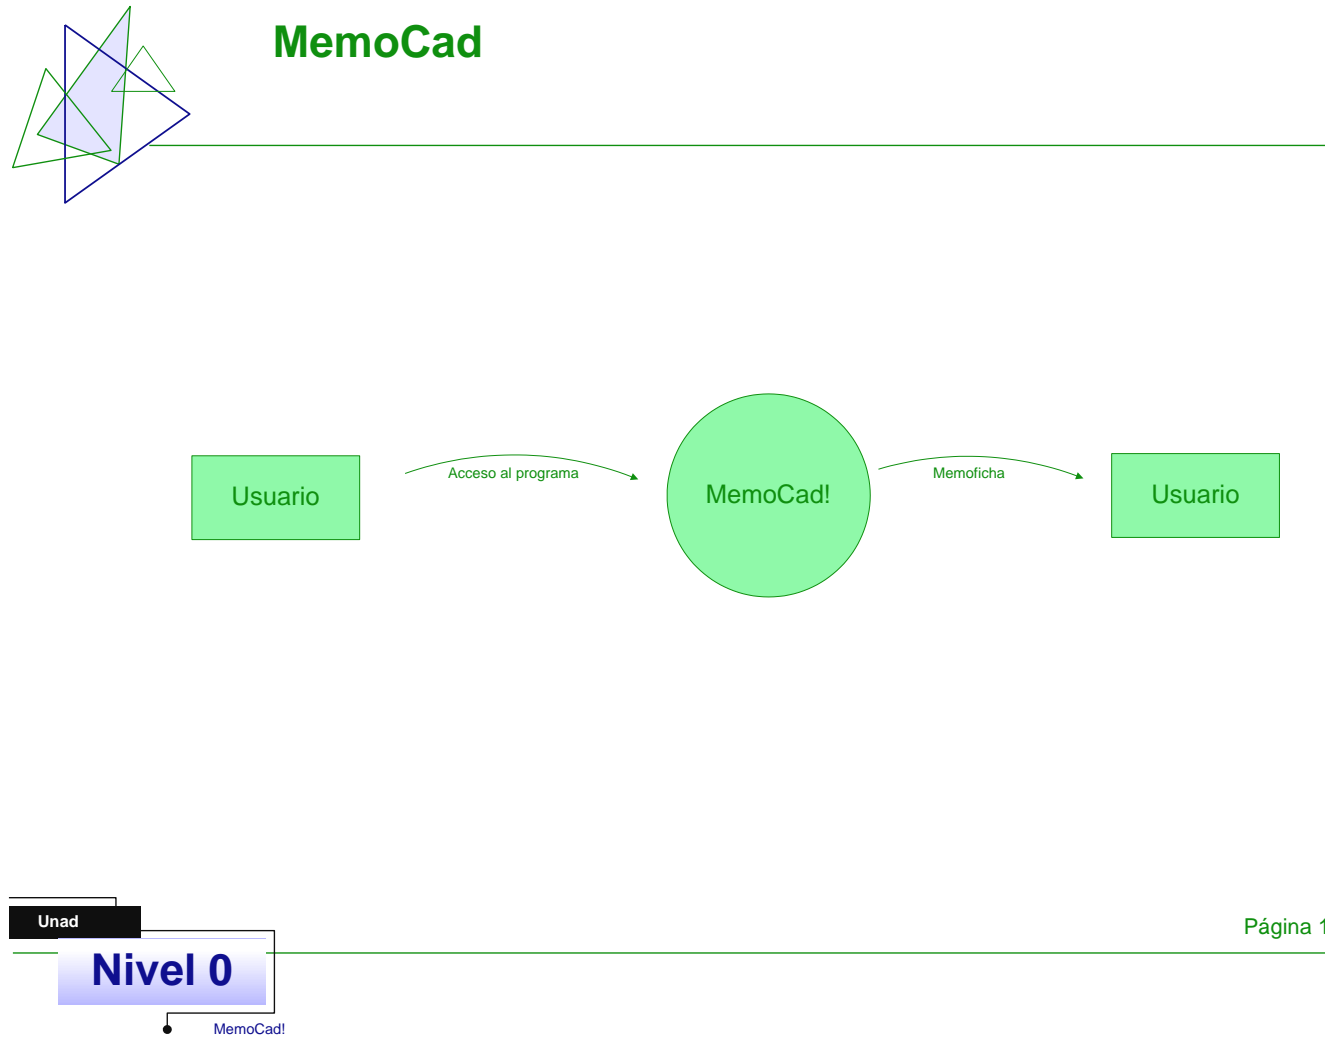 MemoCad
Usuario
Acceso al programa
MemoCad!
Memoficha
Usuario
Unad
Página 1
Nivel 0
MemoCad!